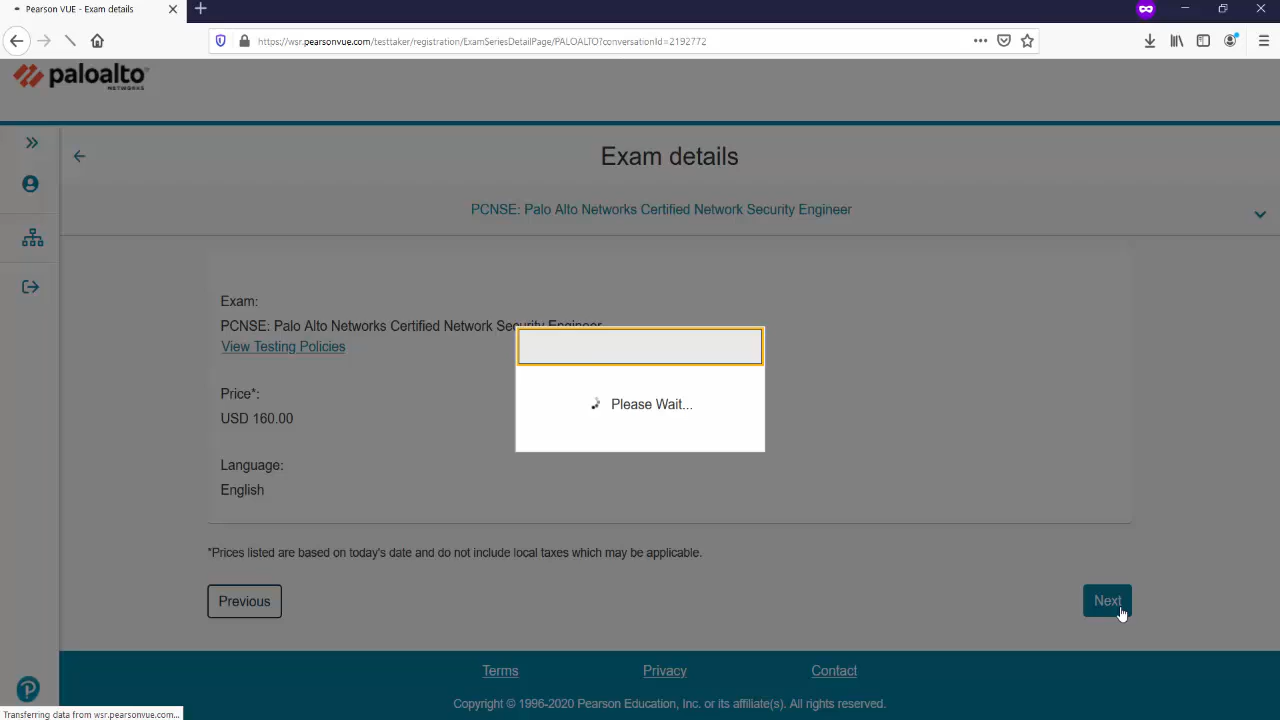 Pearson VUE - Exam details
https://wsr.pearsonvue.com/testtaker/registration/ExamSeriesDetailPage/PALOALTO?conversationId=2192772
paloalto
NETWORKS
Exam details
PCNSE: Palo Alto Networks Certified Network Security Engineer
Exam:
PCNSE: Palo Alto Networks Certified Network Security Engineer
View Testing Policies
Please Wait...
Price*:
USD 160.00
Language:
English
*Prices listed are based on today's date and do not include local taxes which may be applicable.
Previous
Next
Terms
Privacy
Contact
Copyright © 1996-2020 Pearson Education, Inc. or its affiliate(s). All rights reserved.
Transferring data from wsr.pearsonvue.com...